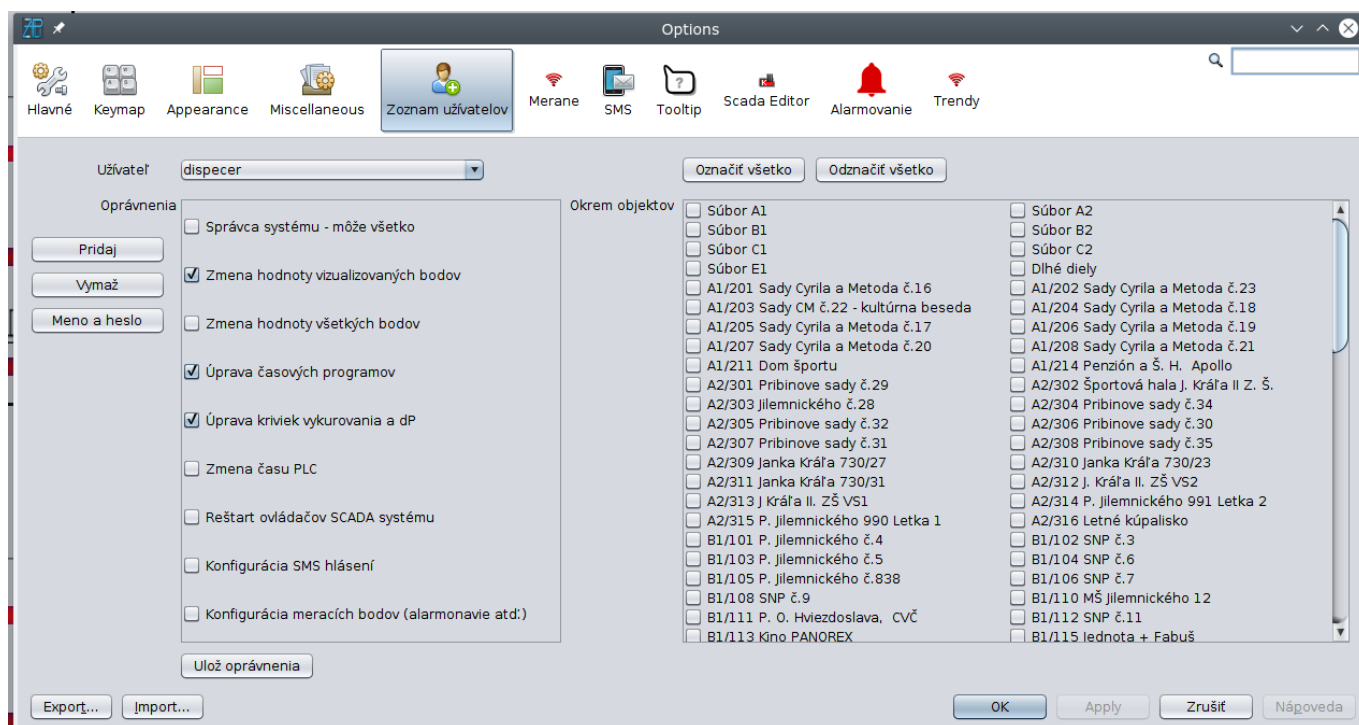 Options
Hlavné
Keymap
Appearance
Miscellaneous
Zoznam užívatelov
Merane
SMS
Tooltip
Scada Editor
Alarmovanie
Trendy
Užívateľ
dispecer
Označiť všetko
Odznačiť všetko
Oprávnenia
Pridaj
Vymaž
Meno a heslo
Správca systému - môže všetko
Zmena hodnoty vizualizovaných bodov
Zmena hodnoty všetkých bodov
Úprava časových programov
Úprava kriviek vykurovania a dP
Zmena času PLC
Reštart ovládačov SCADA systému
Konfigurácia SMS hlásení
Konfigurácia meracích bodov (alarmonavie atď.)
Ulož oprávnenia
Okrem objektov
Súbor A1
Súbor A2
Súbor B1
Súbor B2
Súbor C1
Súbor C2
Súbor E1
Dlhé diely
A1/201 Sady Cyrila a Metoda č.16
A1/202 Sady Cyrila a Metoda č.23
A1/203 Sady CM č.22 - kultúrna beseda
A1/204 Sady Cyrila a Metoda č.18
A1/205 Sady Cyrila a Metoda č.17
A1/206 Sady Cyrila a Metoda č.19
A1/207 Sady Cyrila a Metoda č.20
A1/208 Sady Cyrila a Metoda č.21
A1/211 Dom športu
A1/214 Penzión a Š. H. Apollo
A2/301 Pribinove sady č.29
A2/302 Športová hala J. Kráľa II Z. Š.
A2/303 Jilemnického č.28
A2/304 Pribinove sady č.34
A2/305 Pribinove sady č.32
A2/306 Pribinove sady č.30
A2/307 Pribinove sady č.31
A2/308 Pribinove sady č.35
A2/309 Janka Kráľa 730/27
A2/310 Janka Kráľa 730/23
A2/311 Janka Kráľa 730/31
A2/312 J. Kráľa II. ZŠ VS2
A2/313 J Kráľa II. ZŠ VS1
A2/314 P. Jilemnického 991 Letka 2
A2/315 P. Jilemnického 990 Letka 1
A2/316 Letné kúpalisko
B1/101 P. Jilemnického č.4
B1/102 SNP č.3
B1/103 P. Jilemnického č.5
B1/104 SNP č.6
B1/105 P. Jilemnického č.838
B1/106 SNP č.7
B1/108 SNP č.9
B1/110 MŠ Jilemnického 12
B1/111 P. O. Hviezdoslava, CVČ
B1/112 SNP č.11
B1/113 Kino PANOREX
B1/115 Jednota + Fabuš
Export...
Import...
OK
Apply
Zrušiť
Nápoveda